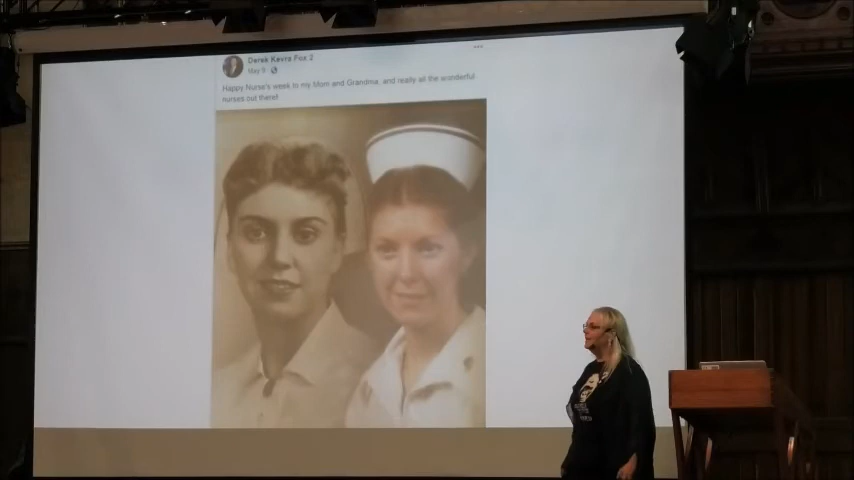 Derek Kevra Fox 2
May 9
Happy Nurse's week to my Mom and Grandma, and really all the wonderful
nurses out there!